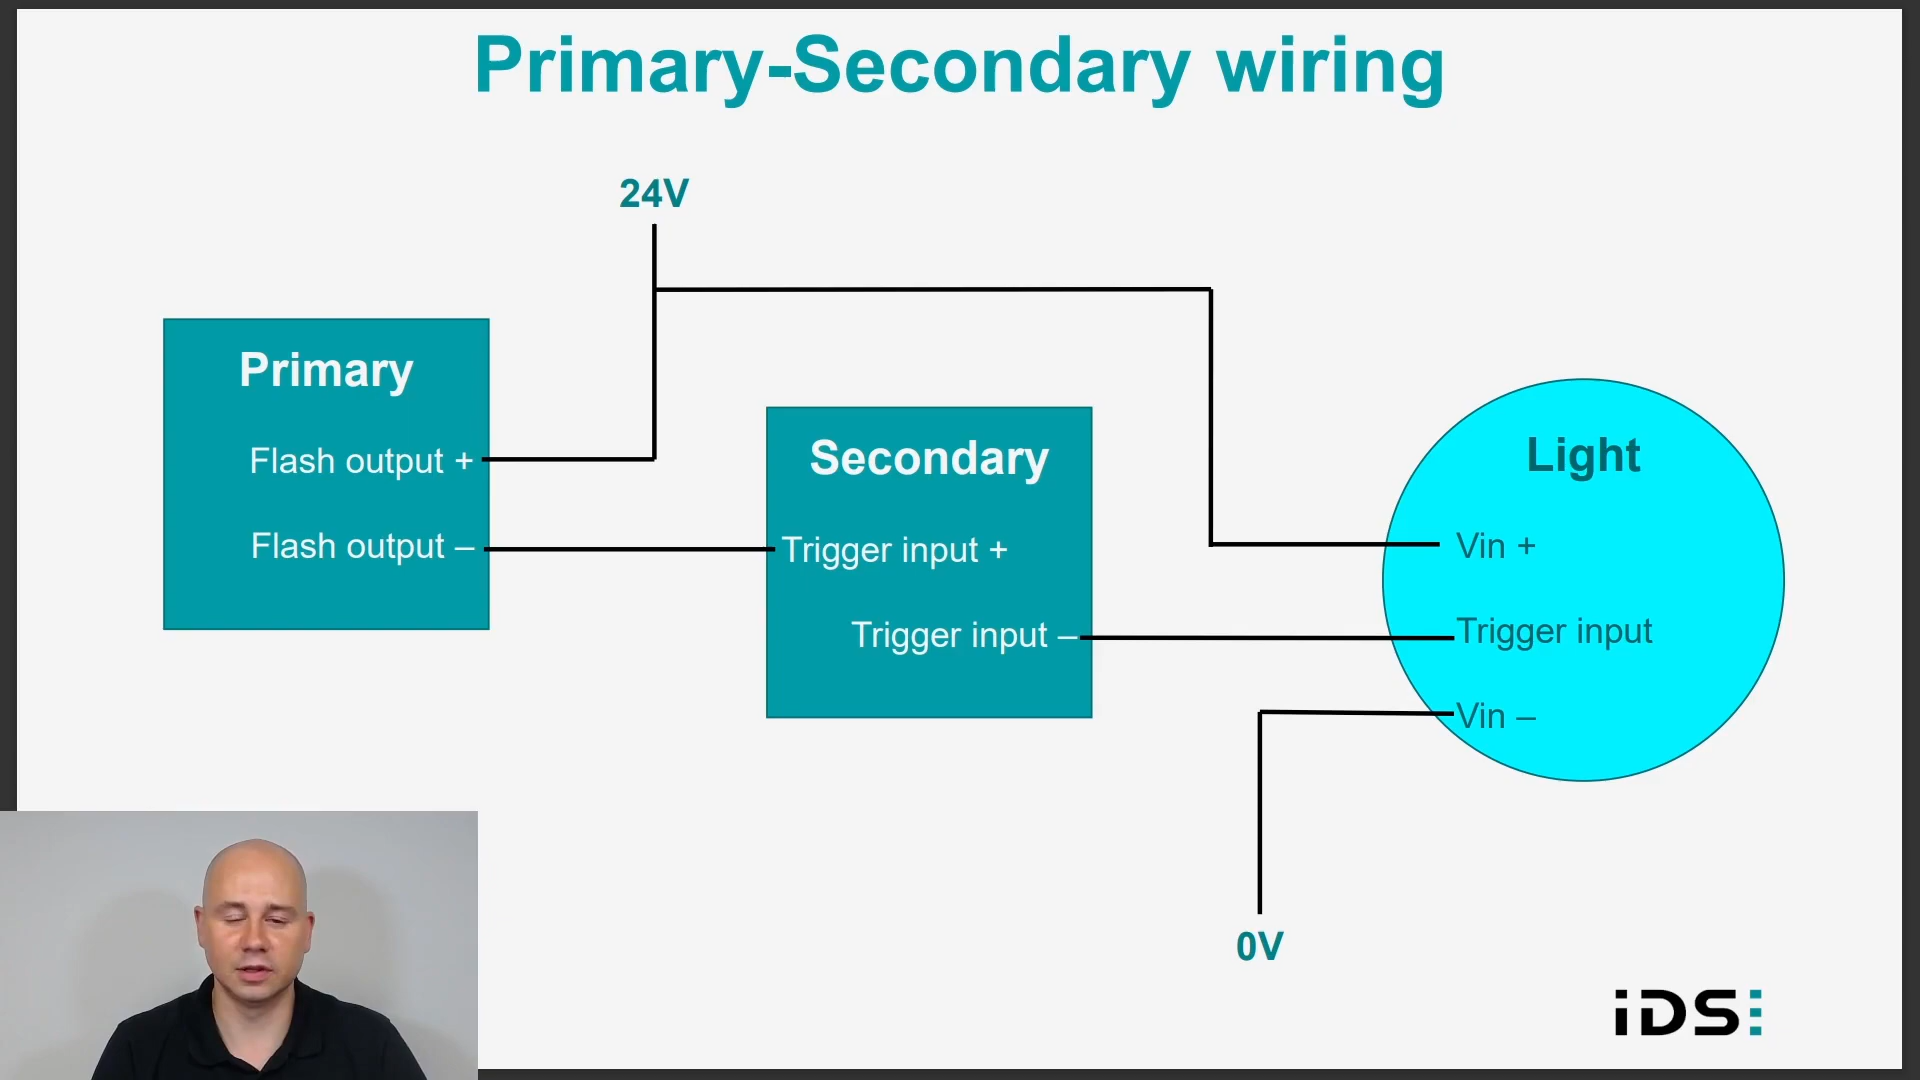 Primary-Secondary wiring
24V
Primary
Flash output +
Flash output –
Secondary
Trigger input +
Trigger input –
Light
Vin +
Trigger input
Vin –
0V
iDS